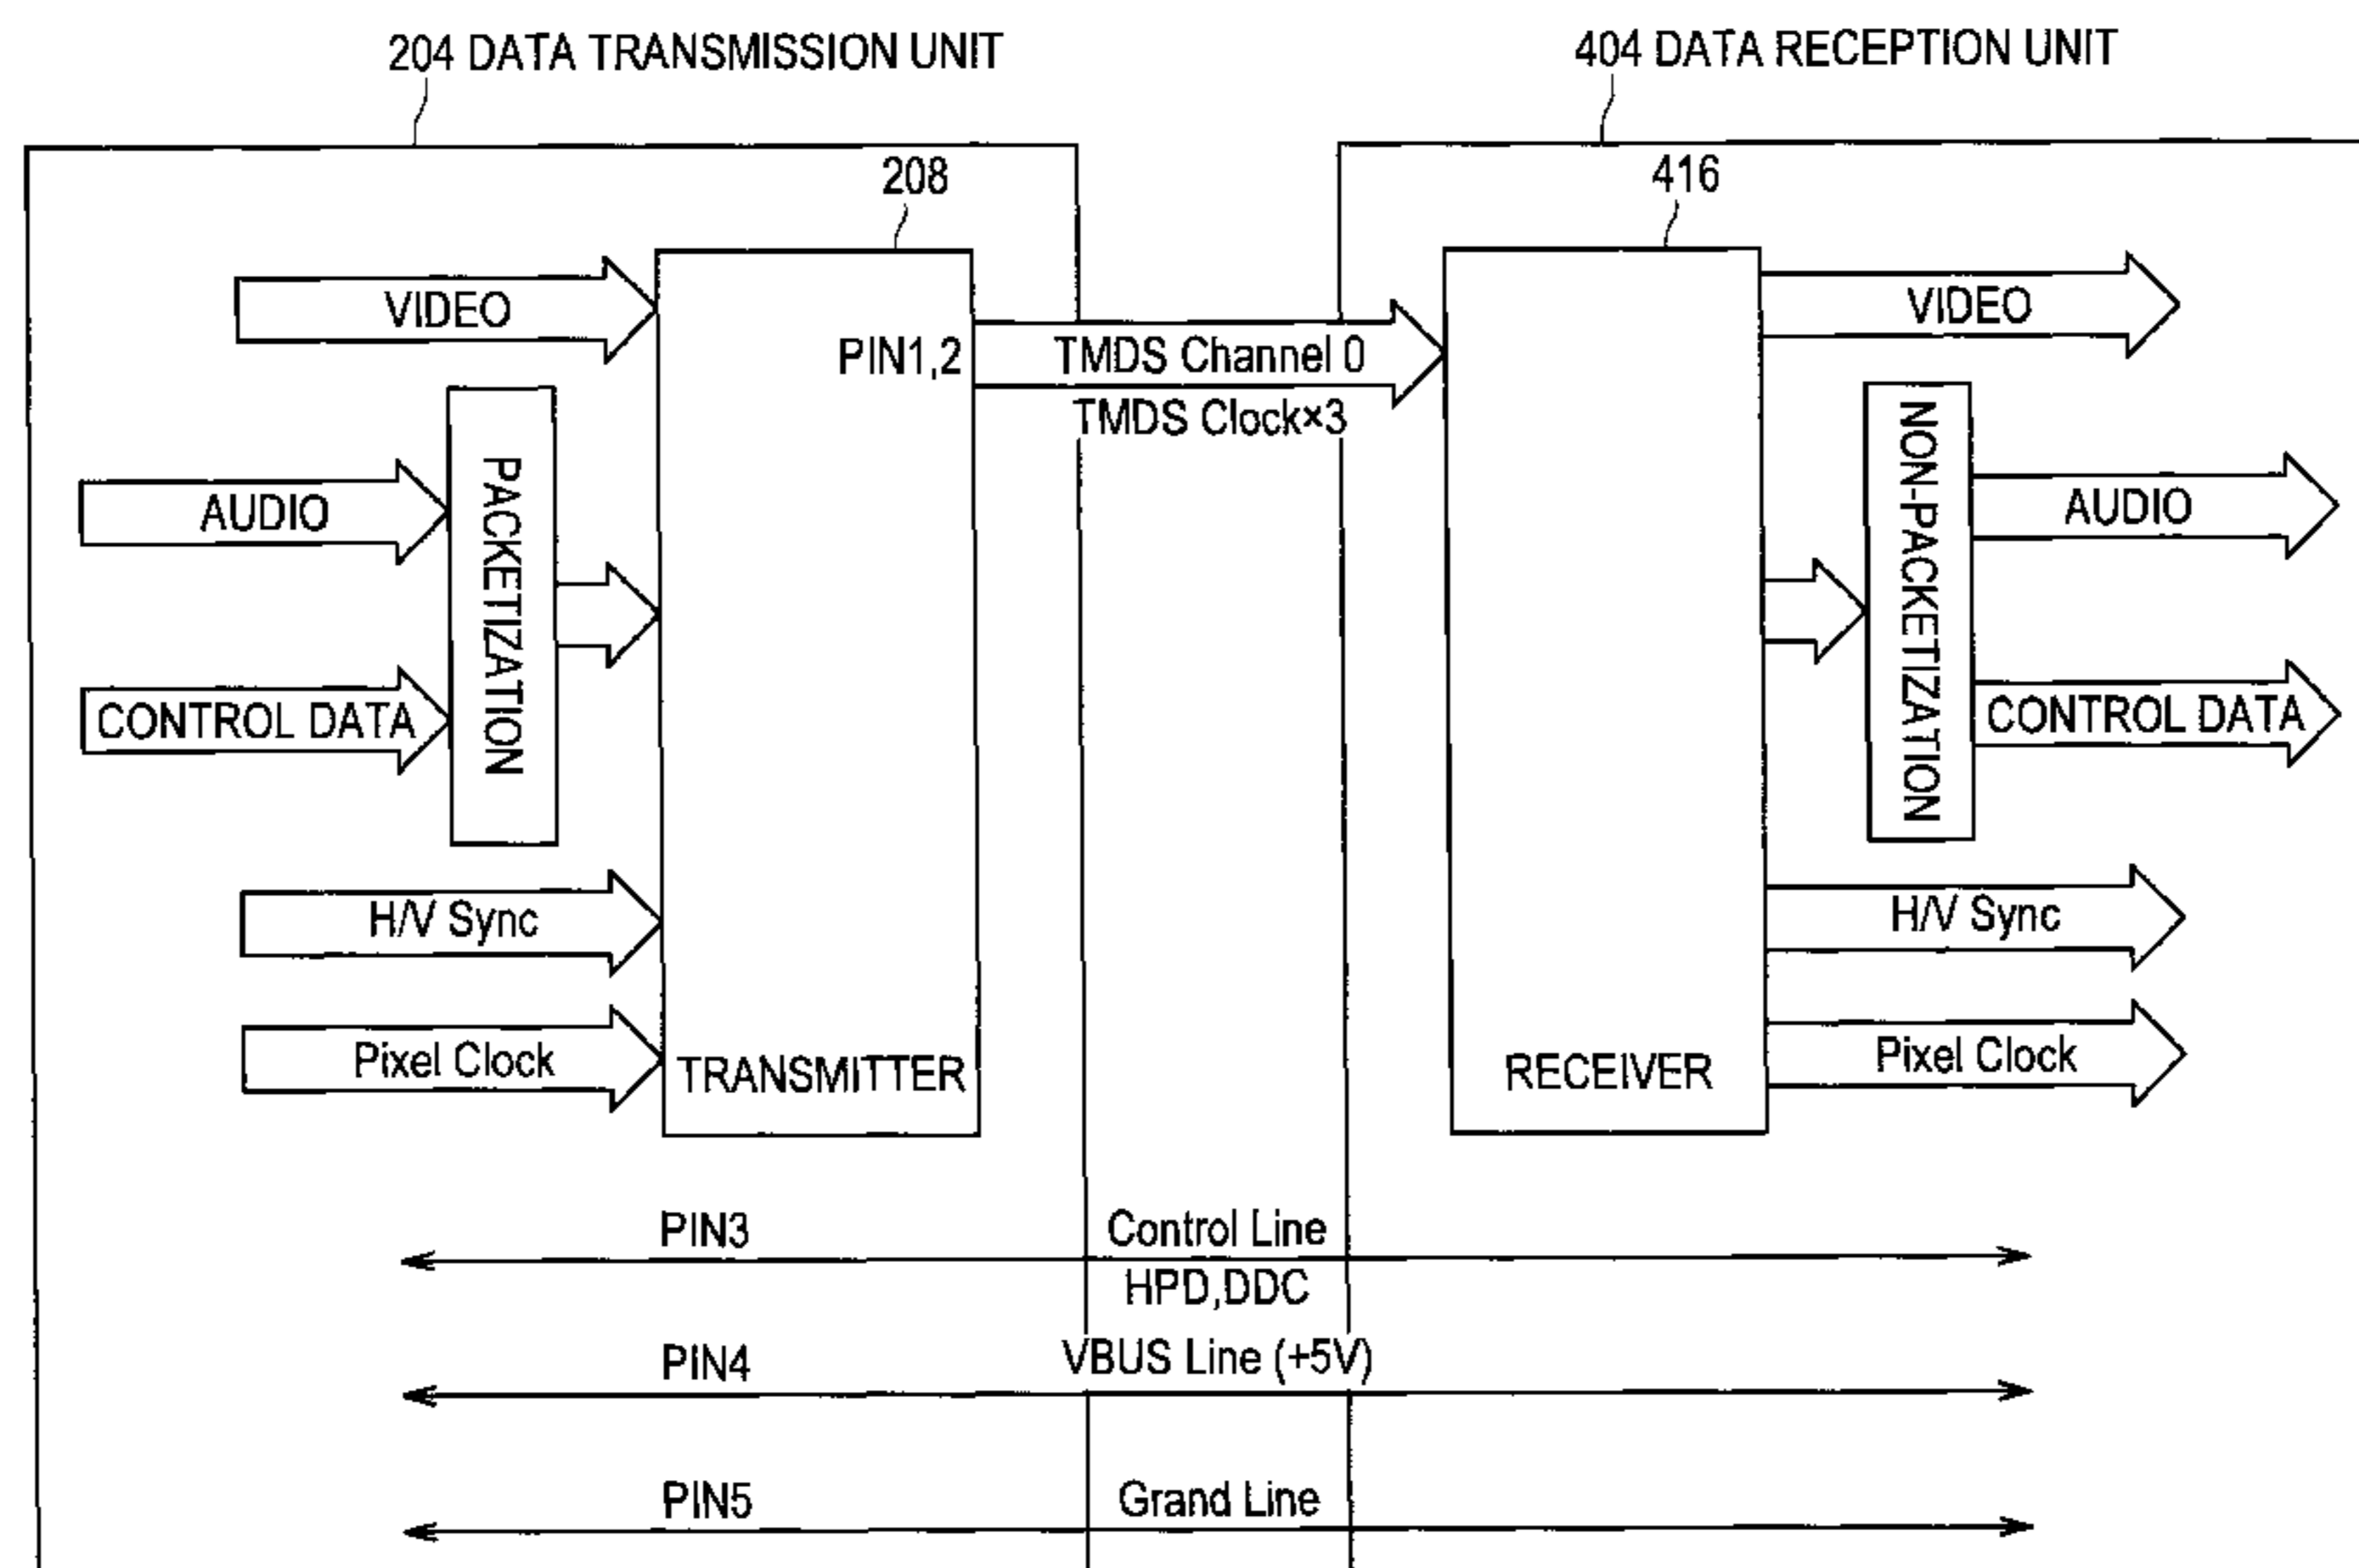 204 DATA TRANSMISSION UNIT
404 DATA RECEPTION UNIT
208
416
VIDEO
PIN1,2
TMDS Channel 0
TMDS Clock×3
VIDEO
AUDIO
PACKETIZATION
CONTROL DATA
NON-PACKETIZATION
AUDIO
CONTROL DATA
H/V Sync
H/V Sync
Pixel Clock
TRANSMITTER
RECEIVER
Pixel Clock
PIN3
Control Line
HPD,DDC
PIN4
VBUS Line (+5V)
PIN5
Grand Line